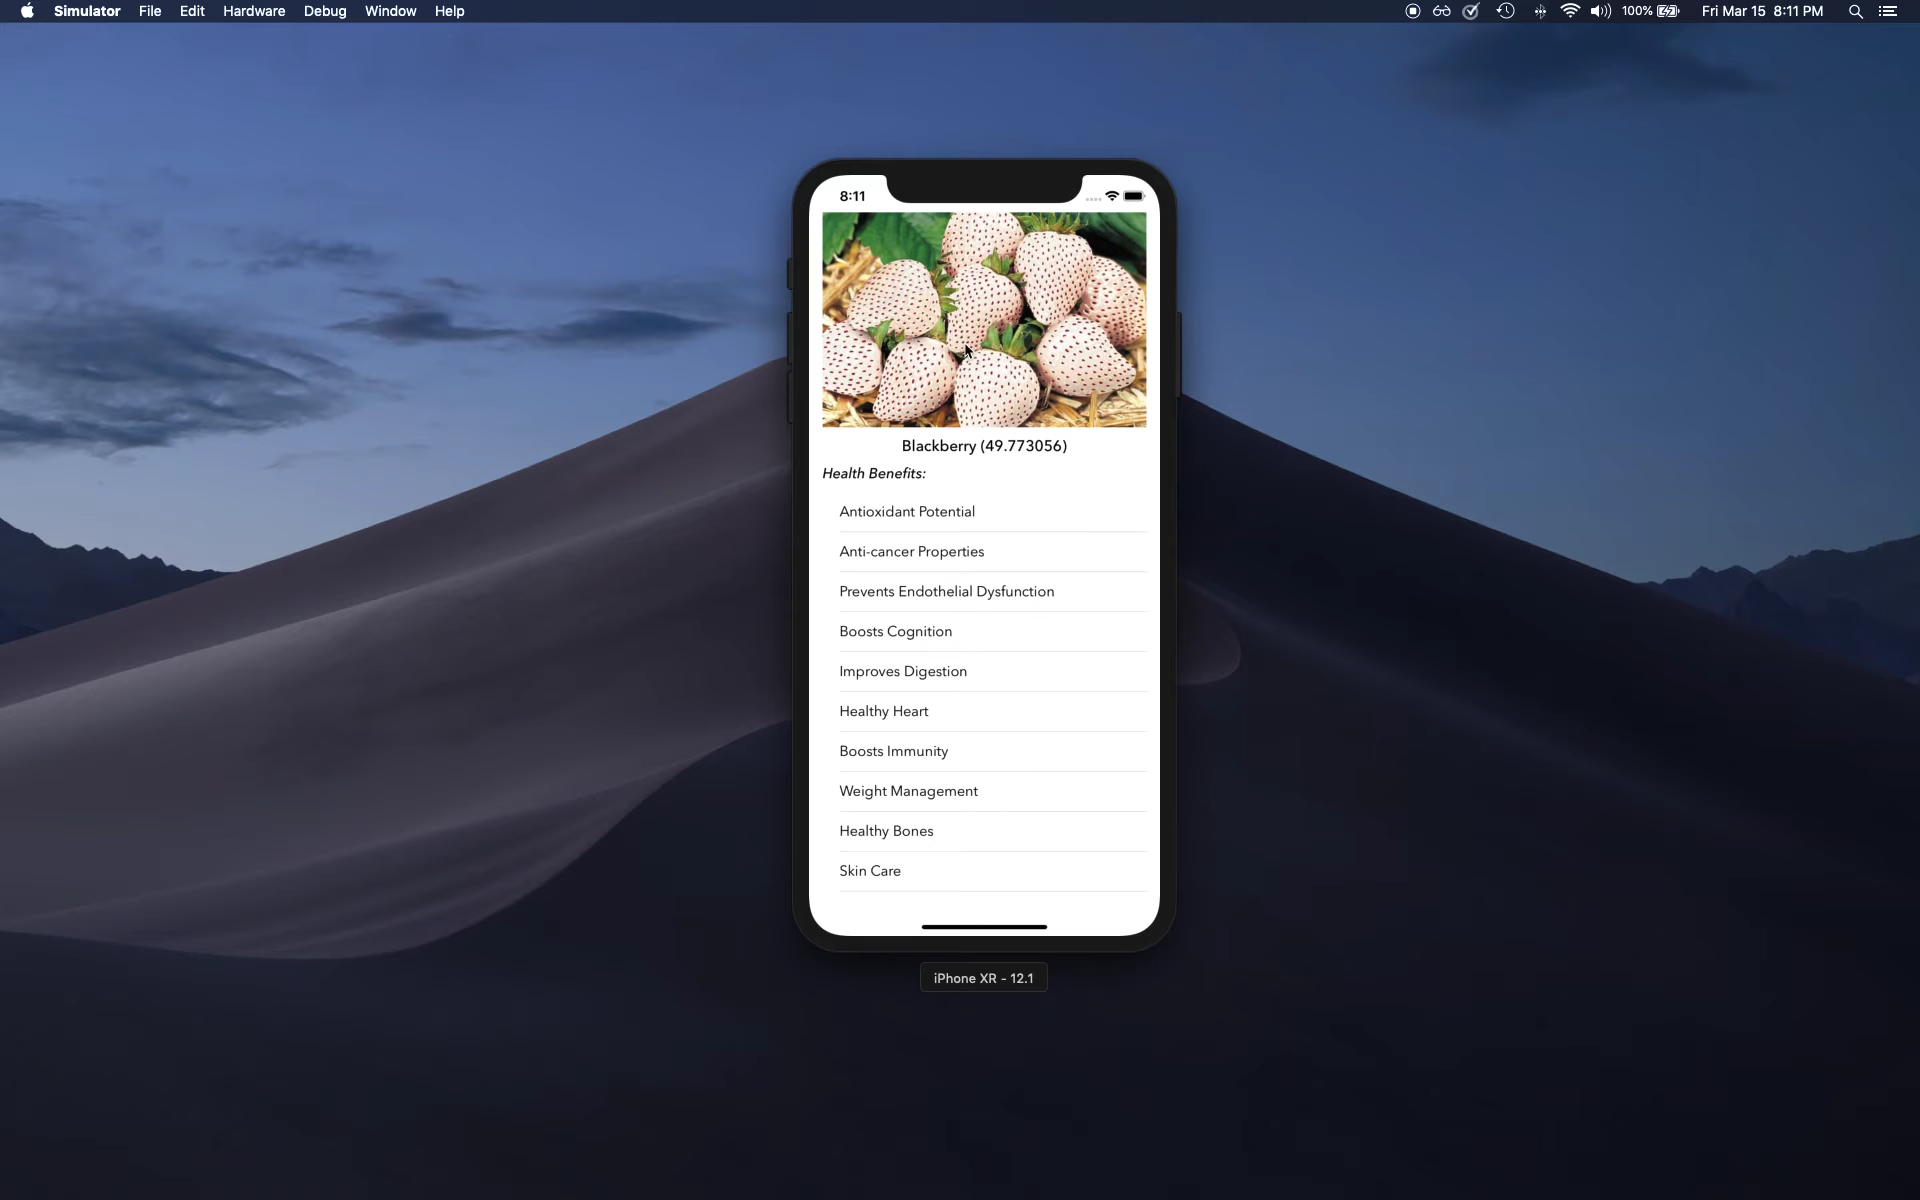 Simulator File Edit Hardware Debug Window Help 100% Fri Mar 15 8:11 PM
8:11
Blackberry (49.773056)
Health Benefits:
Antioxidant Potential
Anti-cancer Properties
Prevents Endothelial Dysfunction
Boosts Cognition
Improves Digestion
Healthy Heart
Boosts Immunity
Weight Management
Healthy Bones
Skin Care
iPhone XR - 12.1